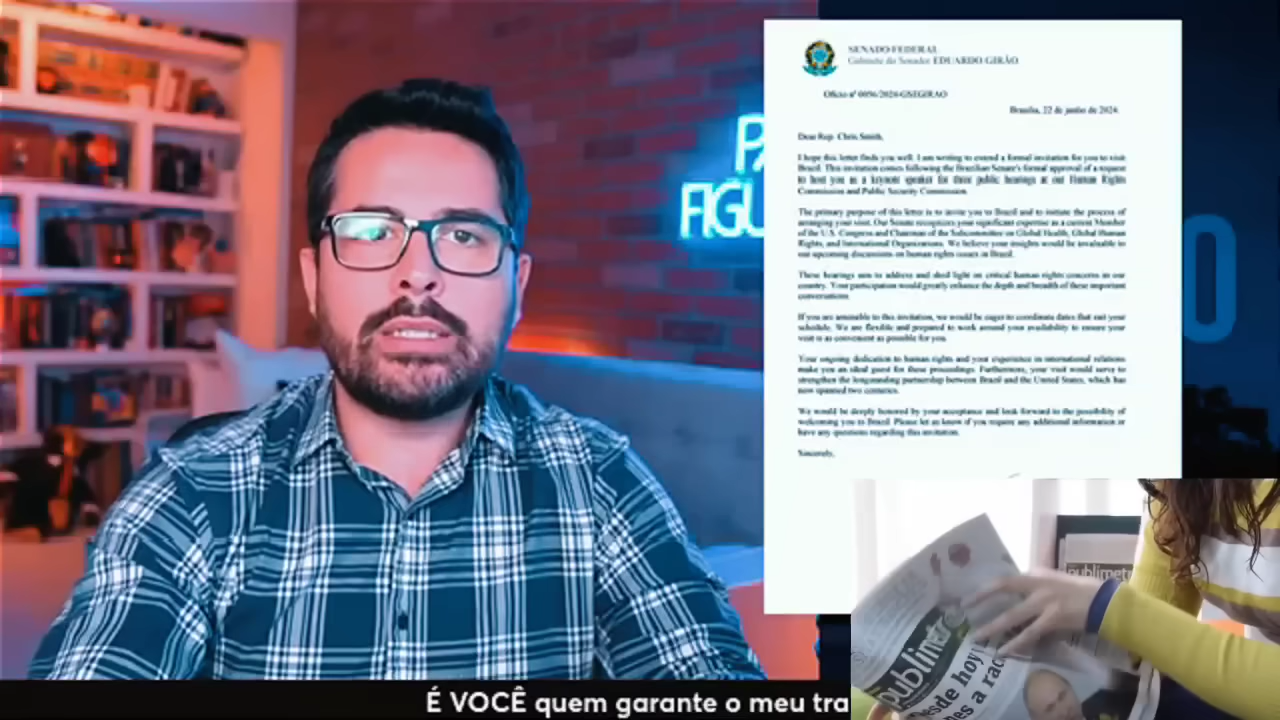 PA
FIGU
O
SENADO FEDERAL
Gabinete do Senador EDUARDO GIRÃO
Ofício nº 0056/2024-GSEGIRAO
Brasília, 22 de junho de 2024.
Dear Rep. Chris Smith,
I hope this letter finds you well. I am writing to extend a formal invitation for you to visit
Brazil. This invitation comes following the Brazilian Senate's formal approval of a request
to host you as a keynote speaker for three public hearings at our Human Rights
Commission and Public Security Commission.
The primary purpose of this letter is to invite you to Brazil and to initiate the process of
arranging your visit. Our Senate recognizes your significant expertise as a current Member
of the U.S. Congress and Chairman of the Subcommittee on Global Health, Global Human
Rights, and International Organizations. We believe your insights would be invaluable to
our upcoming discussions on human rights issues in Brazil.
These hearings aim to address and shed light on critical human rights concerns in our
country. Your participation would greatly enhance the depth and breadth of these important
conversations.
If you are amenable to this invitation, we would be eager to coordinate dates that suit your
schedule. We are flexible and prepared to work around your availability to ensure your
visit is as convenient as possible for you.
Your ongoing dedication to human rights and your experience in international relations
make you an ideal guest for these proceedings. Furthermore, your visit would serve to
strengthen the longstanding partnership between Brazil and the United States, which has
now spanned two centuries.
We would be deeply honored by your acceptance and look forward to the possibility of
welcoming you to Brazil. Please let us know if you require any additional information or
have any questions regarding this invitation.
Sincerely,
publimetr
publimet
Desde hoy
es a rac
É VOCÊ quem garante o meu tra